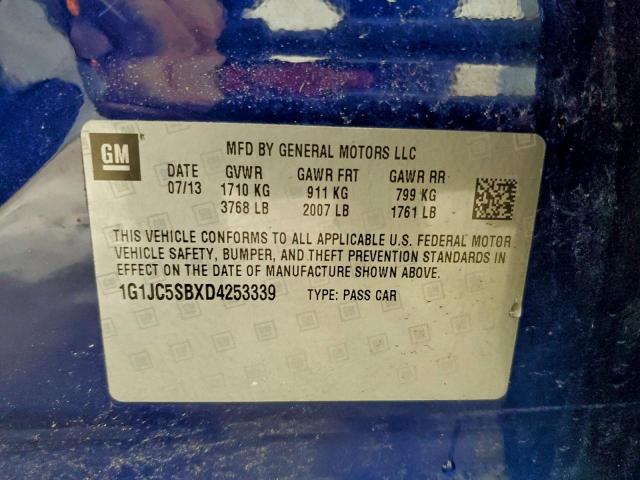 GM
MFD BY GENERAL MOTORS LLC
DATE GVWR GAWR FRT GAWR RR
07/13 1710 KG 911 KG 799 KG
3768 LB 2007 LB 1761 LB
THIS VEHICLE CONFORMS TO ALL APPLICABLE U.S. FEDERAL MOTOR
VEHICLE SAFETY, BUMPER, AND THEFT PREVENTION STANDARDS IN
EFFECT ON THE DATE OF MANUFACTURE SHOWN ABOVE.
1G1JC5SBXD4253339 TYPE: PASS CAR